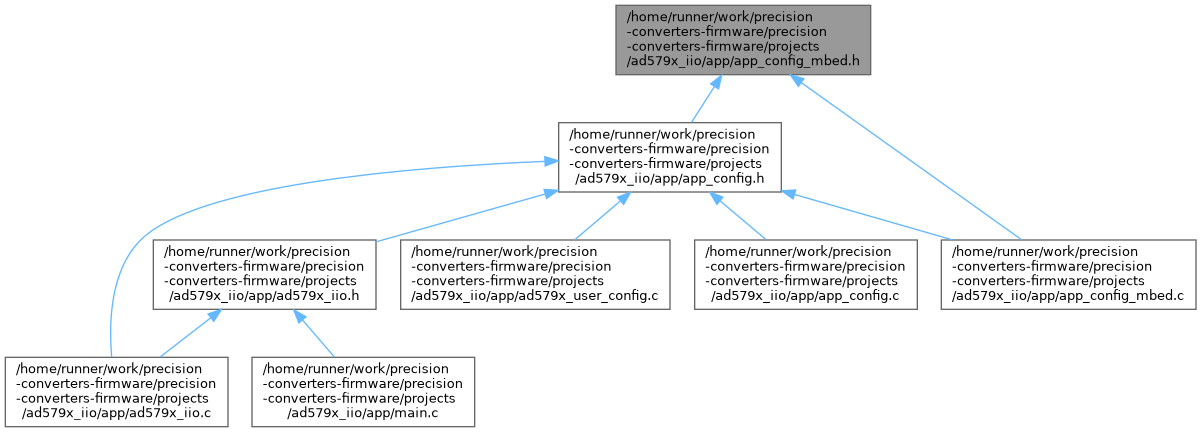 /home/runner/work/precision
-converters-firmware/precision
-converters-firmware/projects
/ad579x_iio/app/app_config_mbed.h
/home/runner/work/precision
-converters-firmware/precision
-converters-firmware/projects
/ad579x_iio/app/app_config.h
/home/runner/work/precision
-converters-firmware/precision
-converters-firmware/projects
/ad579x_iio/app/ad579x_iio.h
/home/runner/work/precision
-converters-firmware/precision
-converters-firmware/projects
/ad579x_iio/app/ad579x_user_config.c
/home/runner/work/precision
-converters-firmware/precision
-converters-firmware/projects
/ad579x_iio/app/app_config.c
/home/runner/work/precision
-converters-firmware/precision
-converters-firmware/projects
/ad579x_iio/app/app_config_mbed.c
/home/runner/work/precision
-converters-firmware/precision
-converters-firmware/projects
/ad579x_iio/app/ad579x_iio.c
/home/runner/work/precision
-converters-firmware/precision
-converters-firmware/projects
/ad579x_iio/app/main.c